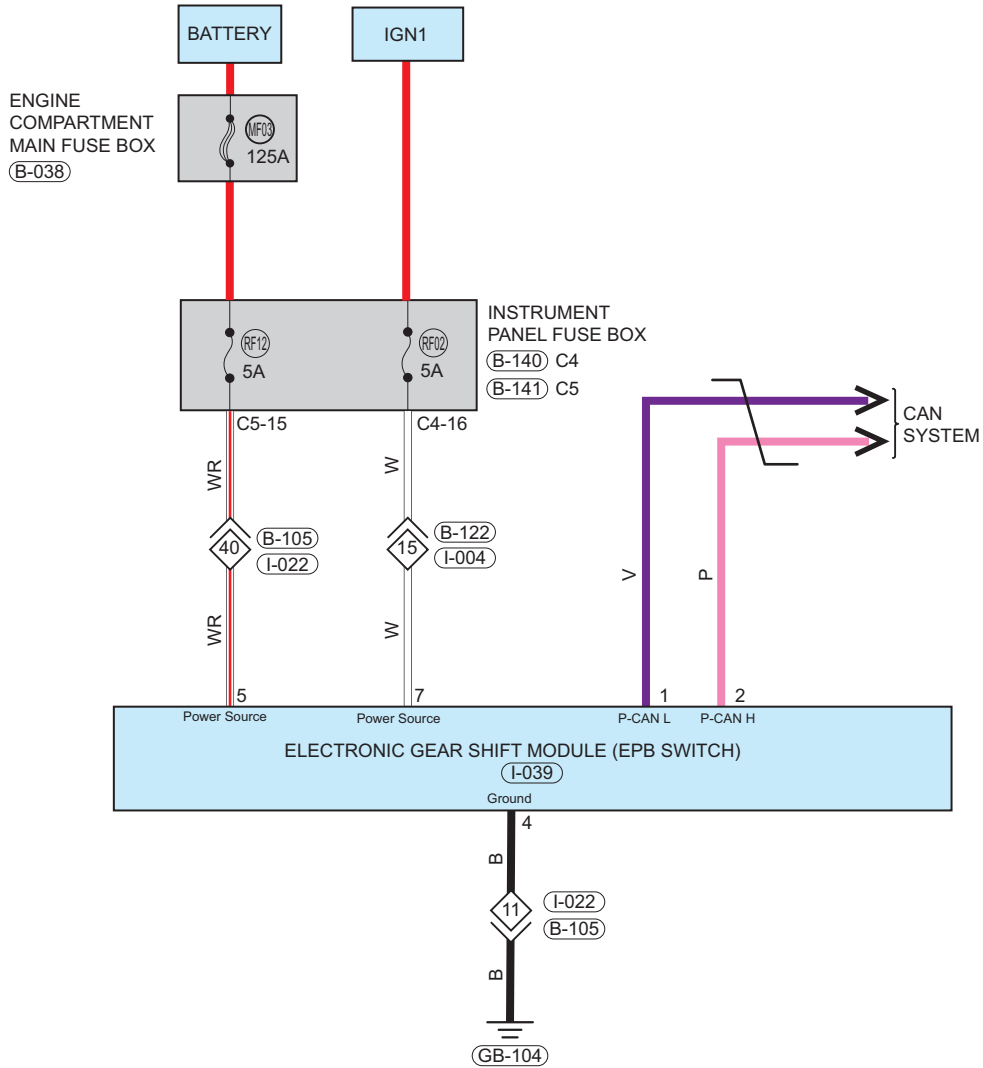 BATTERY
IGN1
ENGINE
COMPARTMENT
MAIN FUSE BOX
B-038
MF03
125A
INSTRUMENT
PANEL FUSE BOX
B-140 C4
B-141 C5
RF12
5A
RF02
5A
C5-15
C4-16
CAN
SYSTEM
WR
W
40
B-105
I-022
15
B-122
I-004
WR
W
V
P
5
7
1
2
Power Source
Power Source
P-CAN L
P-CAN H
ELECTRONIC GEAR SHIFT MODULE (EPB SWITCH)
I-039
Ground
4
B
11
I-022
B-105
B
GB-104